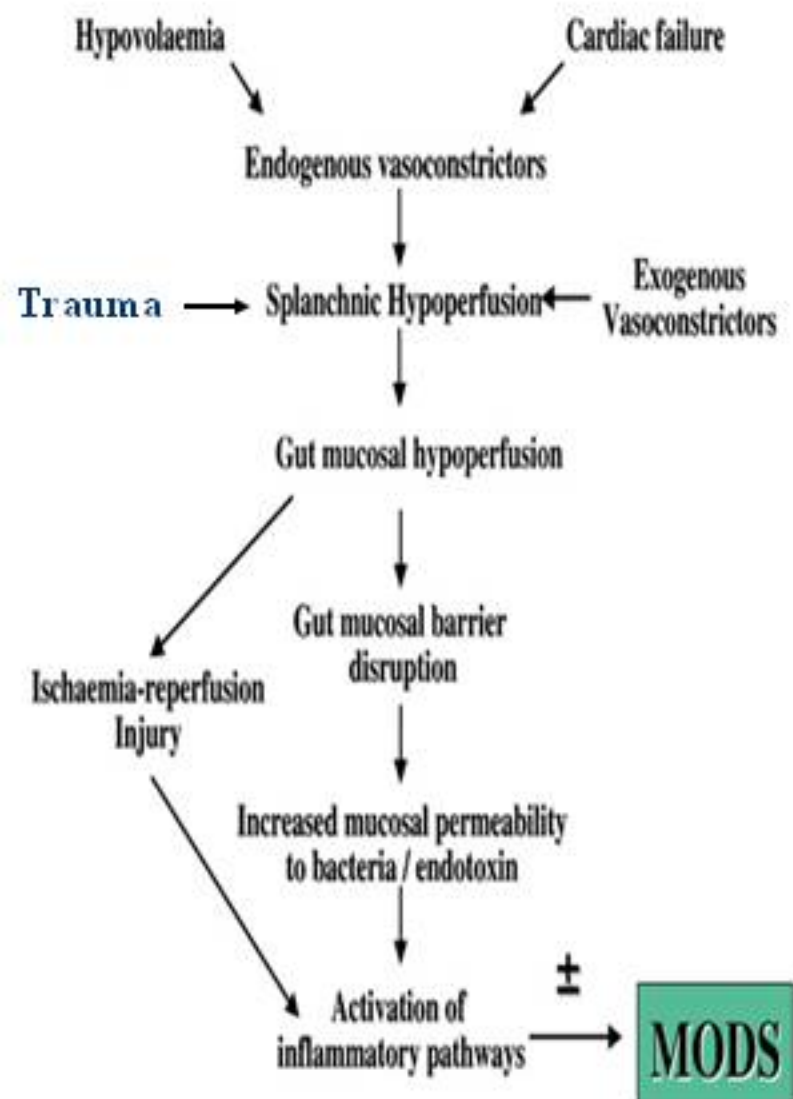 Hypovolaemia
Cardiac failure
Endogenous vasoconstrictors
Trauma
Splanchnic Hypoperfusion
Exogenous
Vasoconstrictors
Gut mucosal hypoperfusion
Gut mucosal barrier
disruption
Ischaemia-reperfusion
Injury
Increased mucosal permeability
to bacteria / endotoxin
Activation of
inflammatory pathways
±
MODS